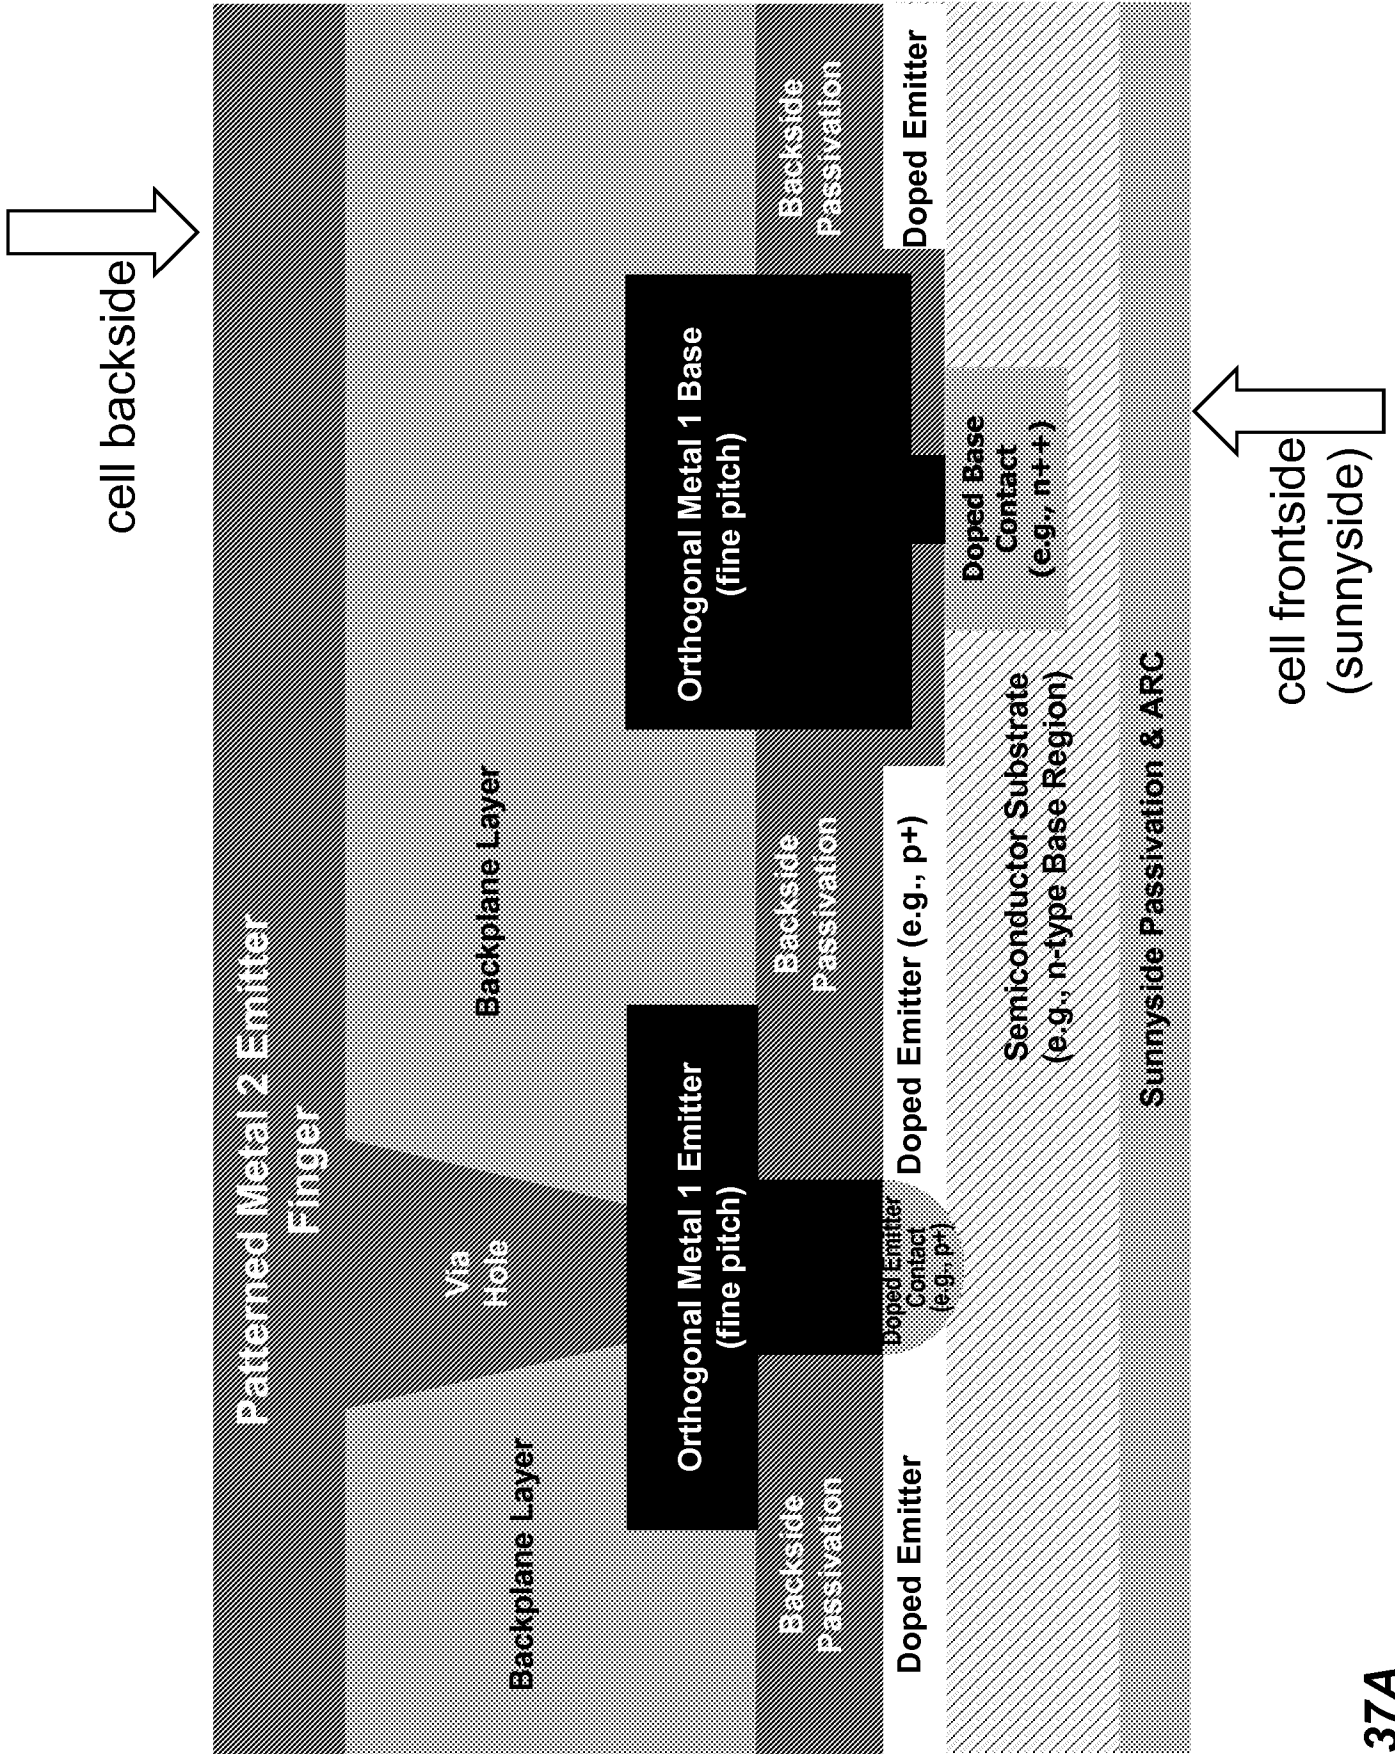 cell backside
Patterned Metal 2 Emitter
Finger
Backplane Layer
Via
Hole
Backplane Layer
Orthogonal Metal 1 Emitter
(fine pitch)
Orthogonal Metal 1 Base
(fine pitch)
Backside
Passivation
Backside
Passivation
Backside
Passivation
Doped Emitter
Doped Emitter
Contact
(e.g., p+)
Doped Emitter (e.g., p+)
Doped Emitter
Doped Base
Contact
(e.g., n++)
Semiconductor Substrate
(e.g., n-type Base Region)
Sunnyside Passivation & ARC
cell frontside
(sunnyside)
37A